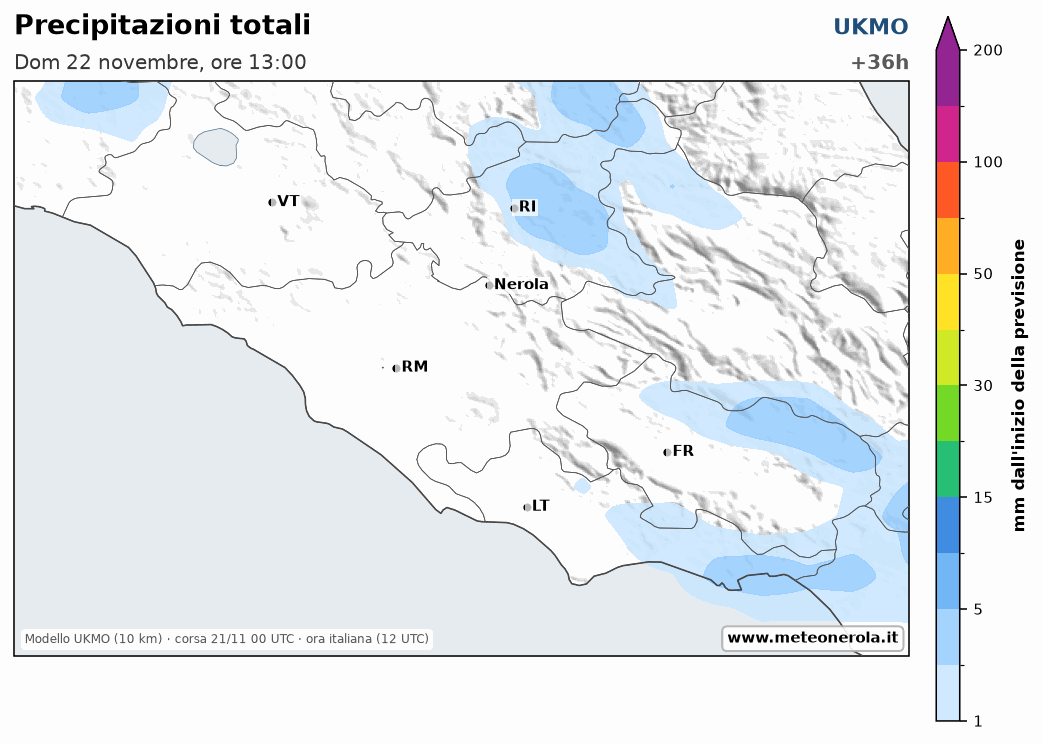 Precipitazioni totali
UKMO
Dom 22 novembre, ore 13:00
+36h
200
100
50
30
15
5
1
mm dall'inizio della previsione
VT
RI
Nerola
RM
FR
LT
Modello UKMO (10 km) · corsa 21/11 00 UTC · ora italiana (12 UTC)
www.meteonerola.it